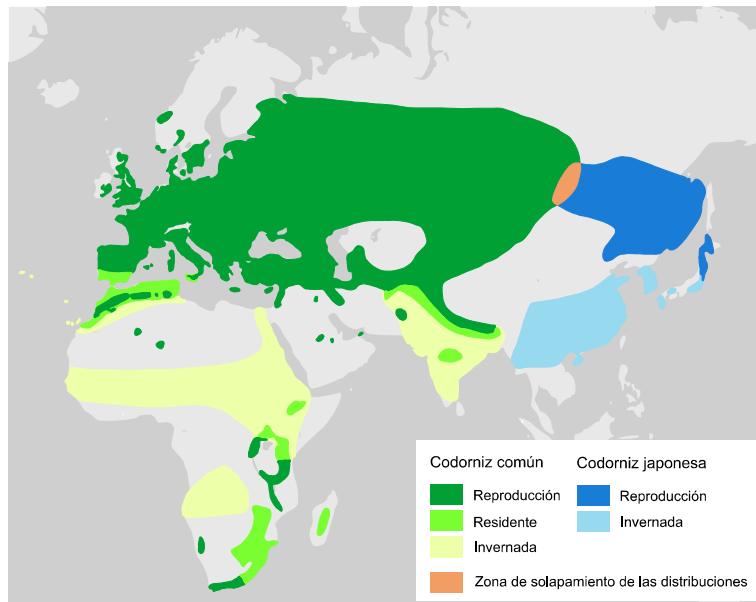 Codorniz común
Reproducción
Residente
Invernada
Codorniz japonesa
Reproducción
Invernada
Zona de solapamiento de las distribuciones